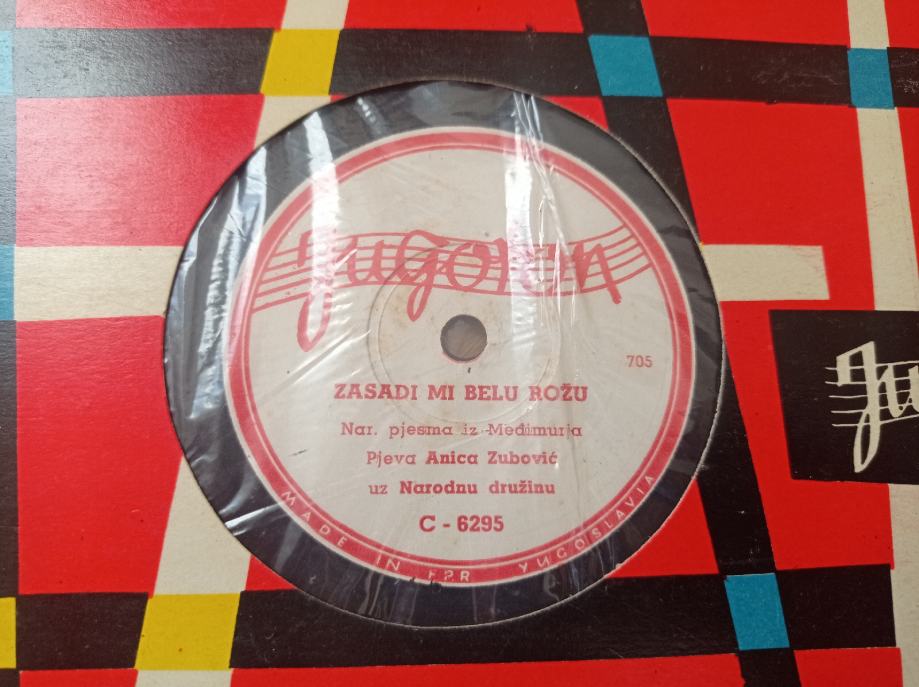 Jugoton
705
ZASADI MI BELU ROŽU
Nar. pjesma iz Međimurja
Pjeva Anica Zubović
uz Narodnu družinu
C - 6295
MADE IN FPR YUGOSLAVIA
Ju